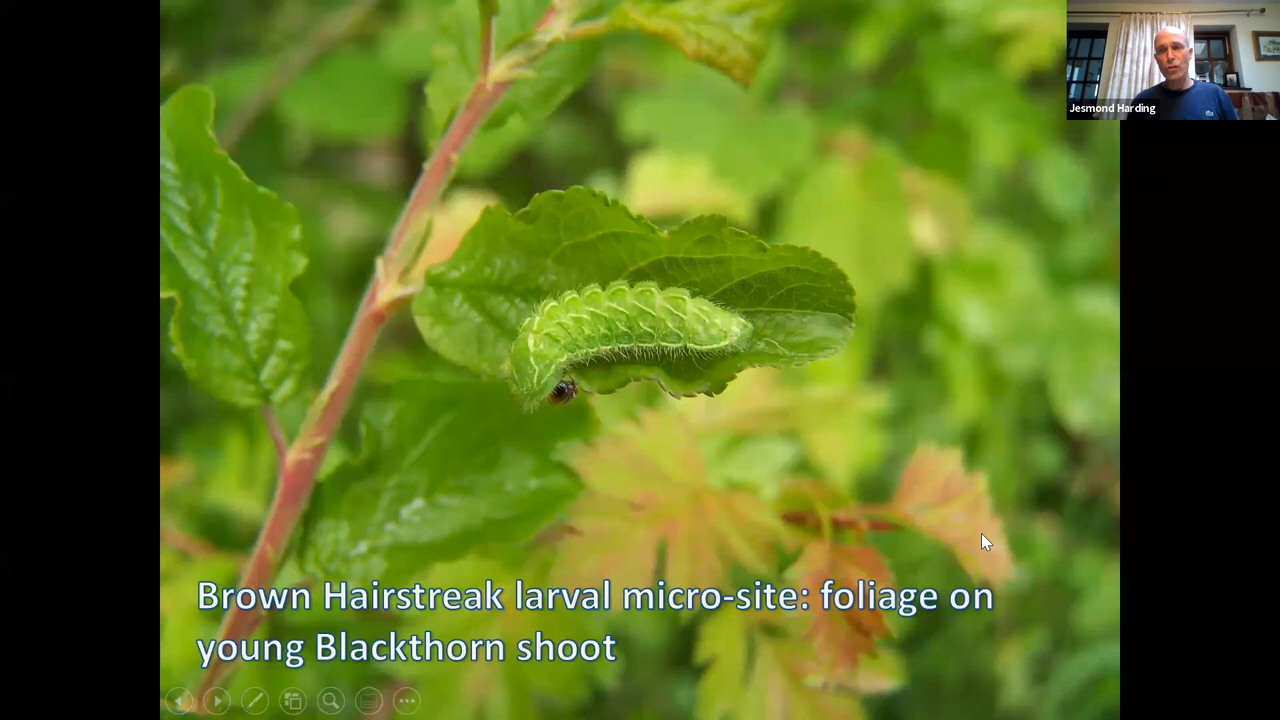 Jesmond Harding
Brown Hairstreak larval micro-site: foliage on
young Blackthorn shoot